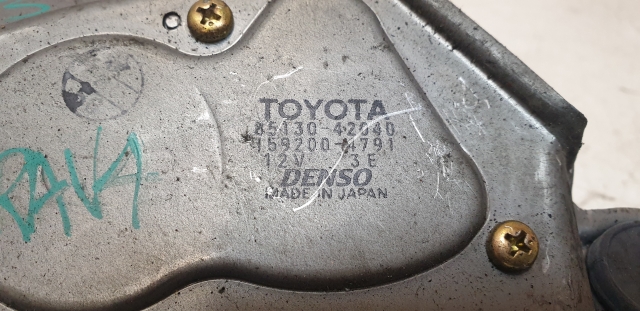 TOYOTA
85130-42040
159200-4791
12V 3E
DENSO
MADE IN JAPAN
RAV4